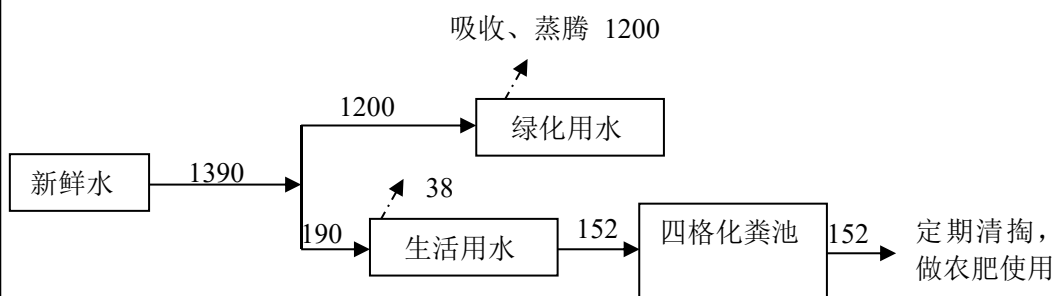 吸收、蒸腾 1200
1200
绿化用水
新鲜水
1390
38
190
生活用水
152
四格化粪池
152
定期清掏，
做农肥使用